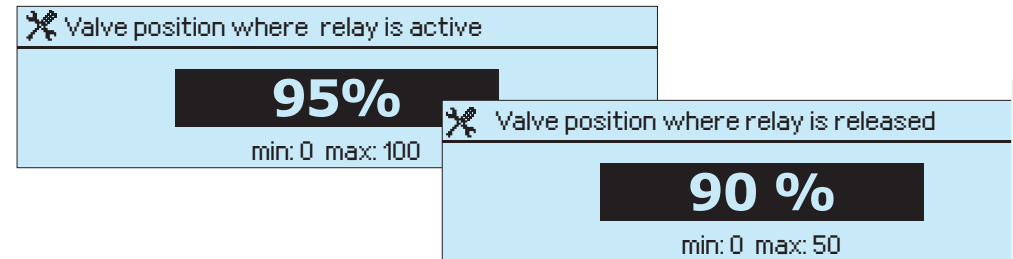 Valve position where relay is active
95%
min: 0 max: 100
Valve position where relay is released
90 %
min: 0 max: 50